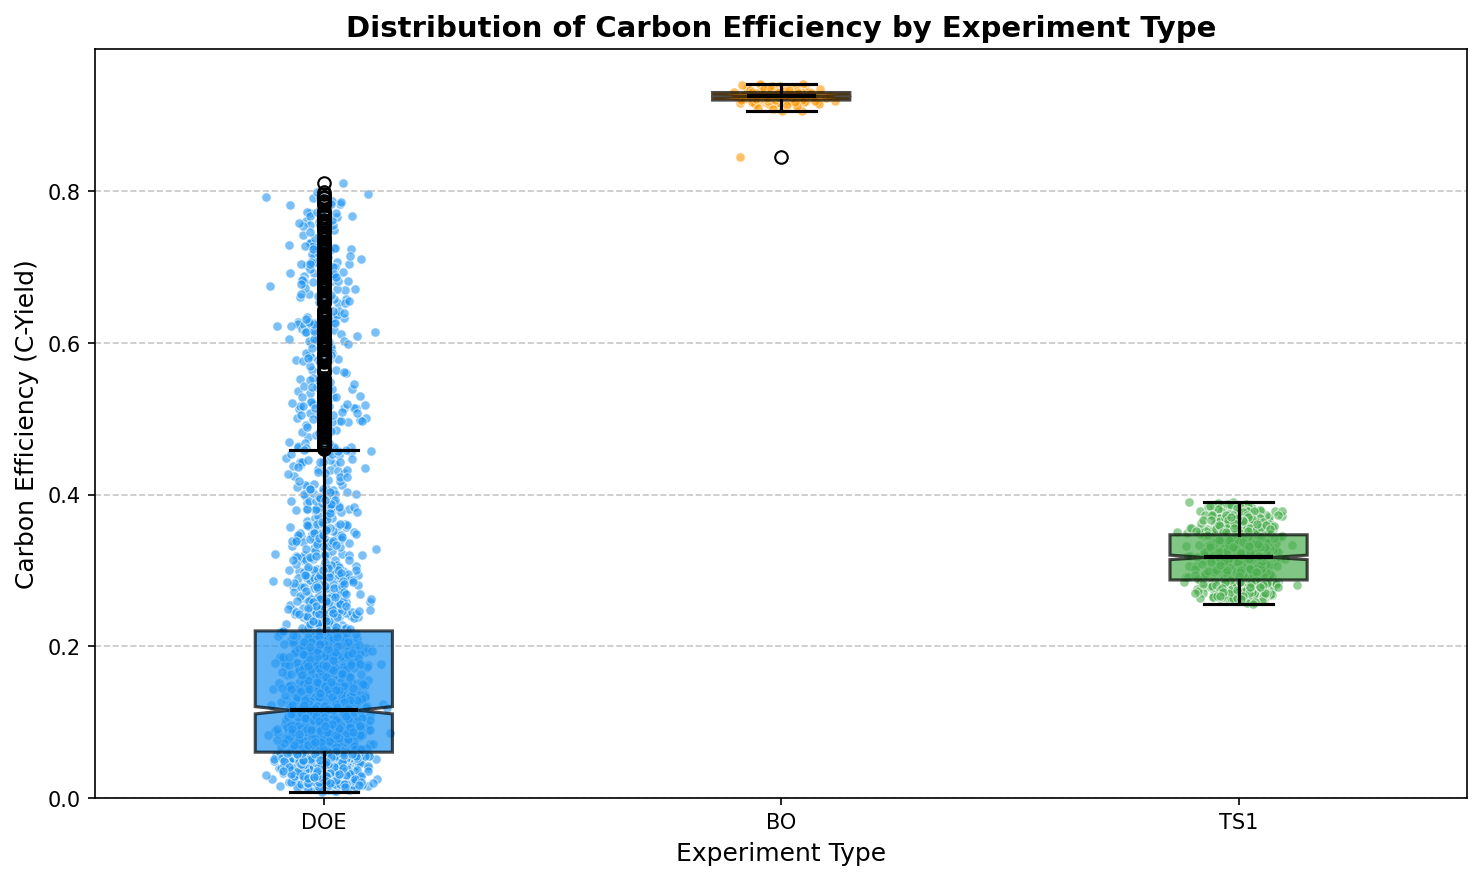 Distribution of Carbon Efficiency by Experiment Type
Carbon Efficiency (C-Yield)
0.8
0.6
0.4
0.2
0.0
DOE
BO
TS1
Experiment Type